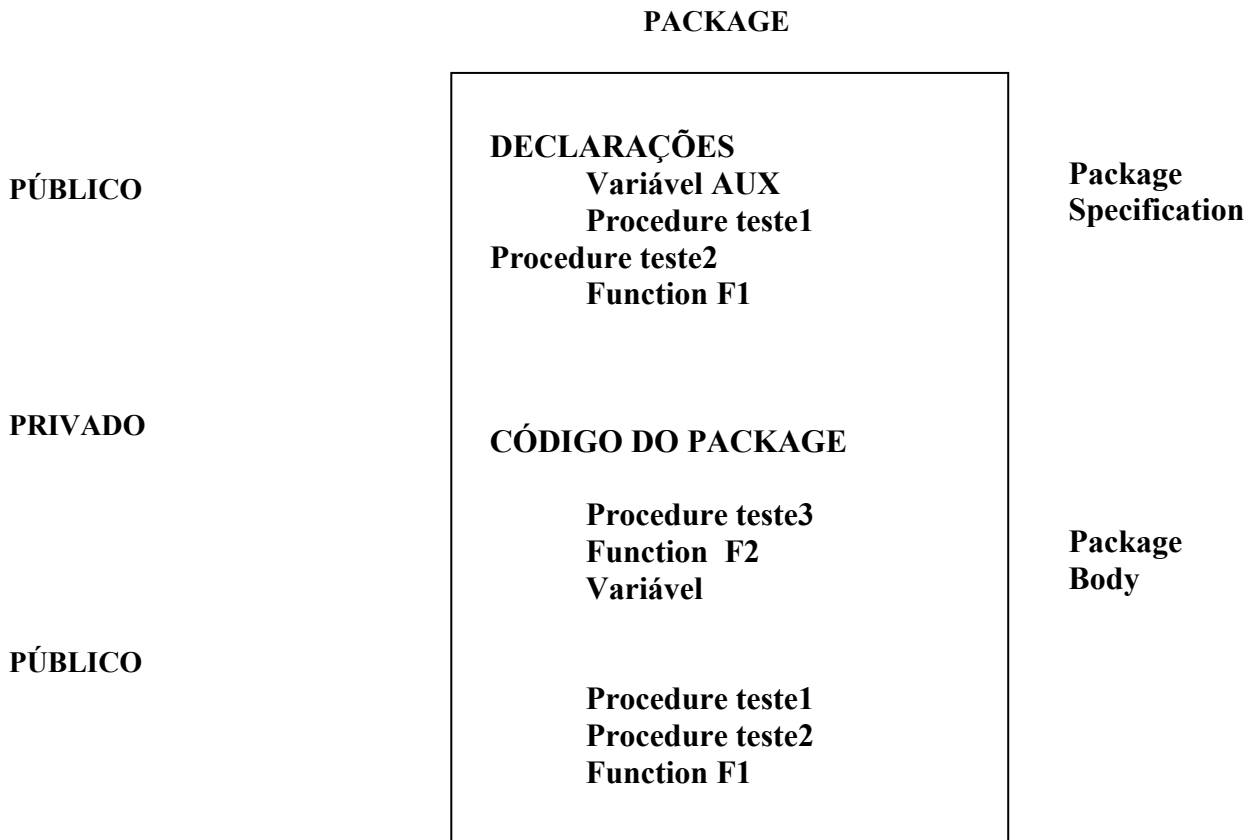 PACKAGE
DECLARAÇÕES
PÚBLICO
Variável AUX
Procedure teste1
Procedure teste2
Function F1
Package
Specification
PRIVADO
CÓDIGO DO PACKAGE
Procedure teste3
Function F2
Variável
Package
Body
PÚBLICO
Procedure teste1
Procedure teste2
Function F1